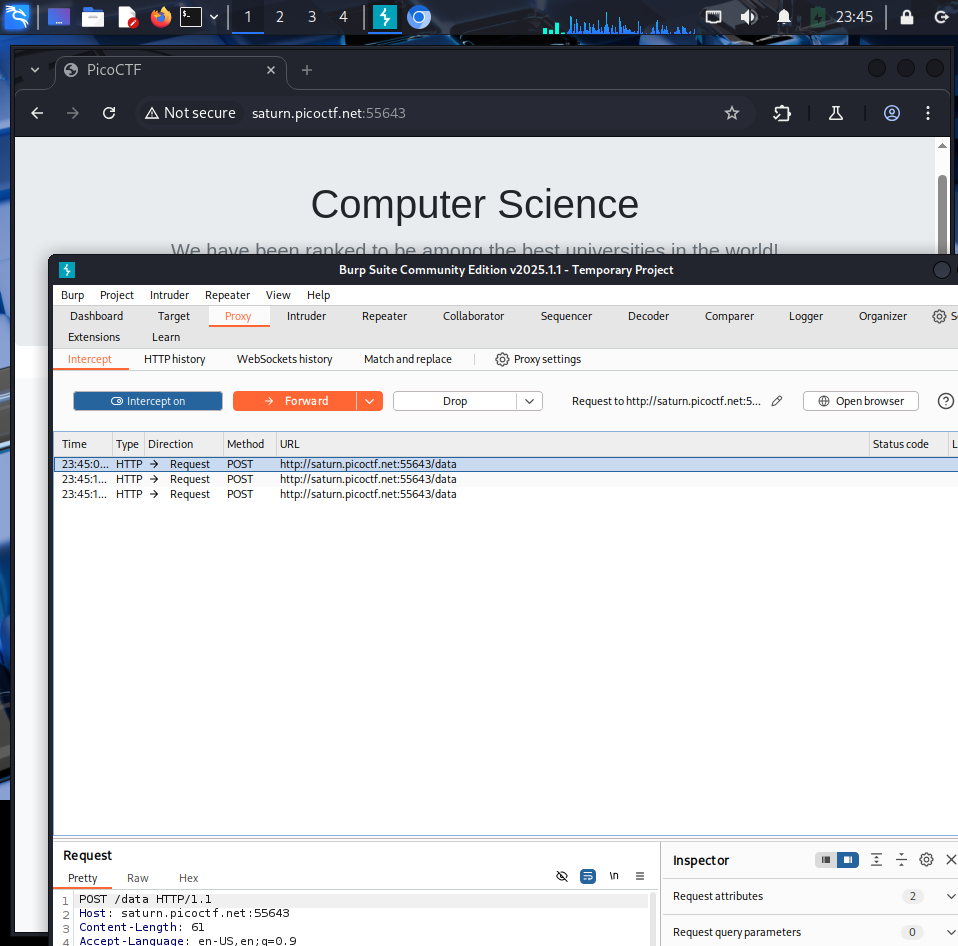 1 2 3 4 23:45
PicoCTF
Not secure saturn.picoctf.net:55643
Computer Science
We have been ranked to be among the best universities in the world!
Burp Suite Community Edition v2025.1.1 - Temporary Project
Burp Project Intruder Repeater View Help
Dashboard Target Proxy Intruder Repeater Collaborator Sequencer Decoder Comparer Logger Organizer
Extensions Learn
Intercept HTTP history WebSockets history Match and replace Proxy settings
Intercept on Forward Drop Request to http://saturn.picoctf.net:5... Open browser
Time Type Direction Method URL Status code L
23:45:0... HTTP → Request POST http://saturn.picoctf.net:55643/data
23:45:1... HTTP → Request POST http://saturn.picoctf.net:55643/data
23:45:1... HTTP → Request POST http://saturn.picoctf.net:55643/data
Request
Inspector
Pretty Raw Hex \n
Request attributes 2
Request query parameters 0
1 POST /data HTTP/1.1
2 Host: saturn.picoctf.net:55643
3 Content-Length: 61
4 Accept-Language: en-US,en;q=0.9